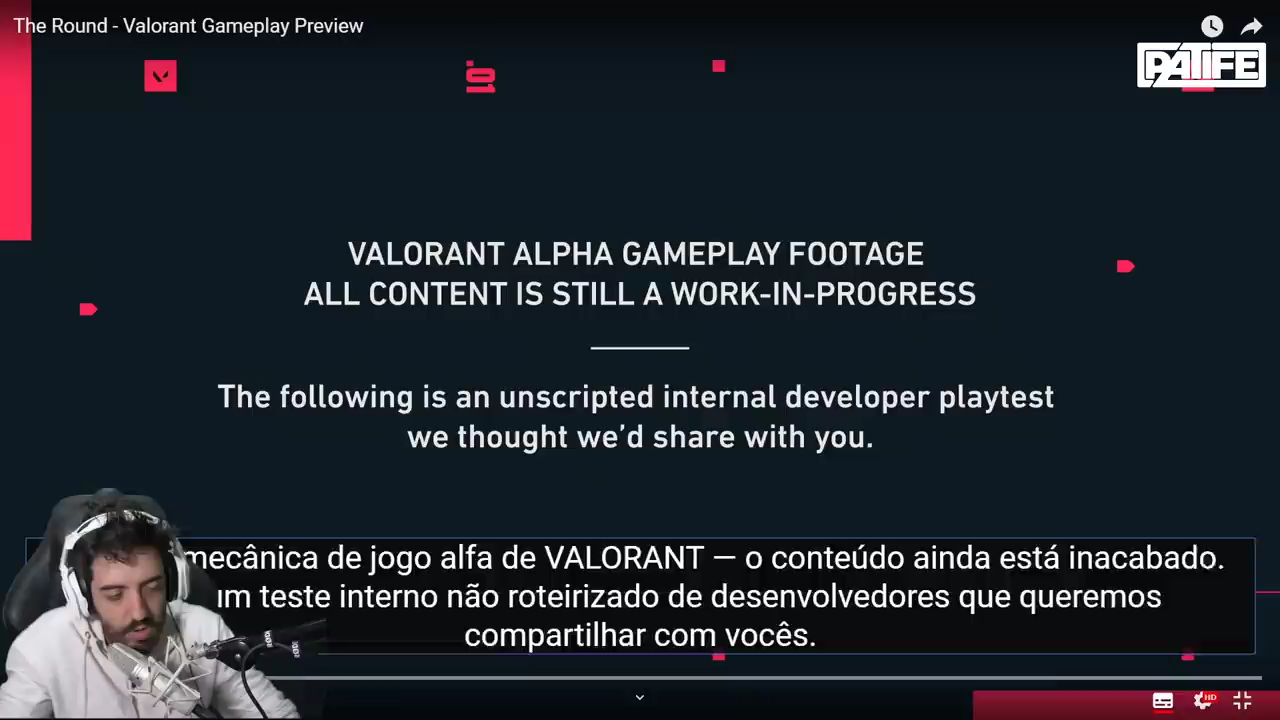 The Round - Valorant Gameplay Preview
PATIFE
VALORANT ALPHA GAMEPLAY FOOTAGE
ALL CONTENT IS STILL A WORK-IN-PROGRESS
The following is an unscripted internal developer playtest
we thought we'd share with you.
mecânica de jogo alfa de VALORANT — o conteúdo ainda está inacabado.
um teste interno não roteirizado de desenvolvedores que queremos
compartilhar com vocês.
HD